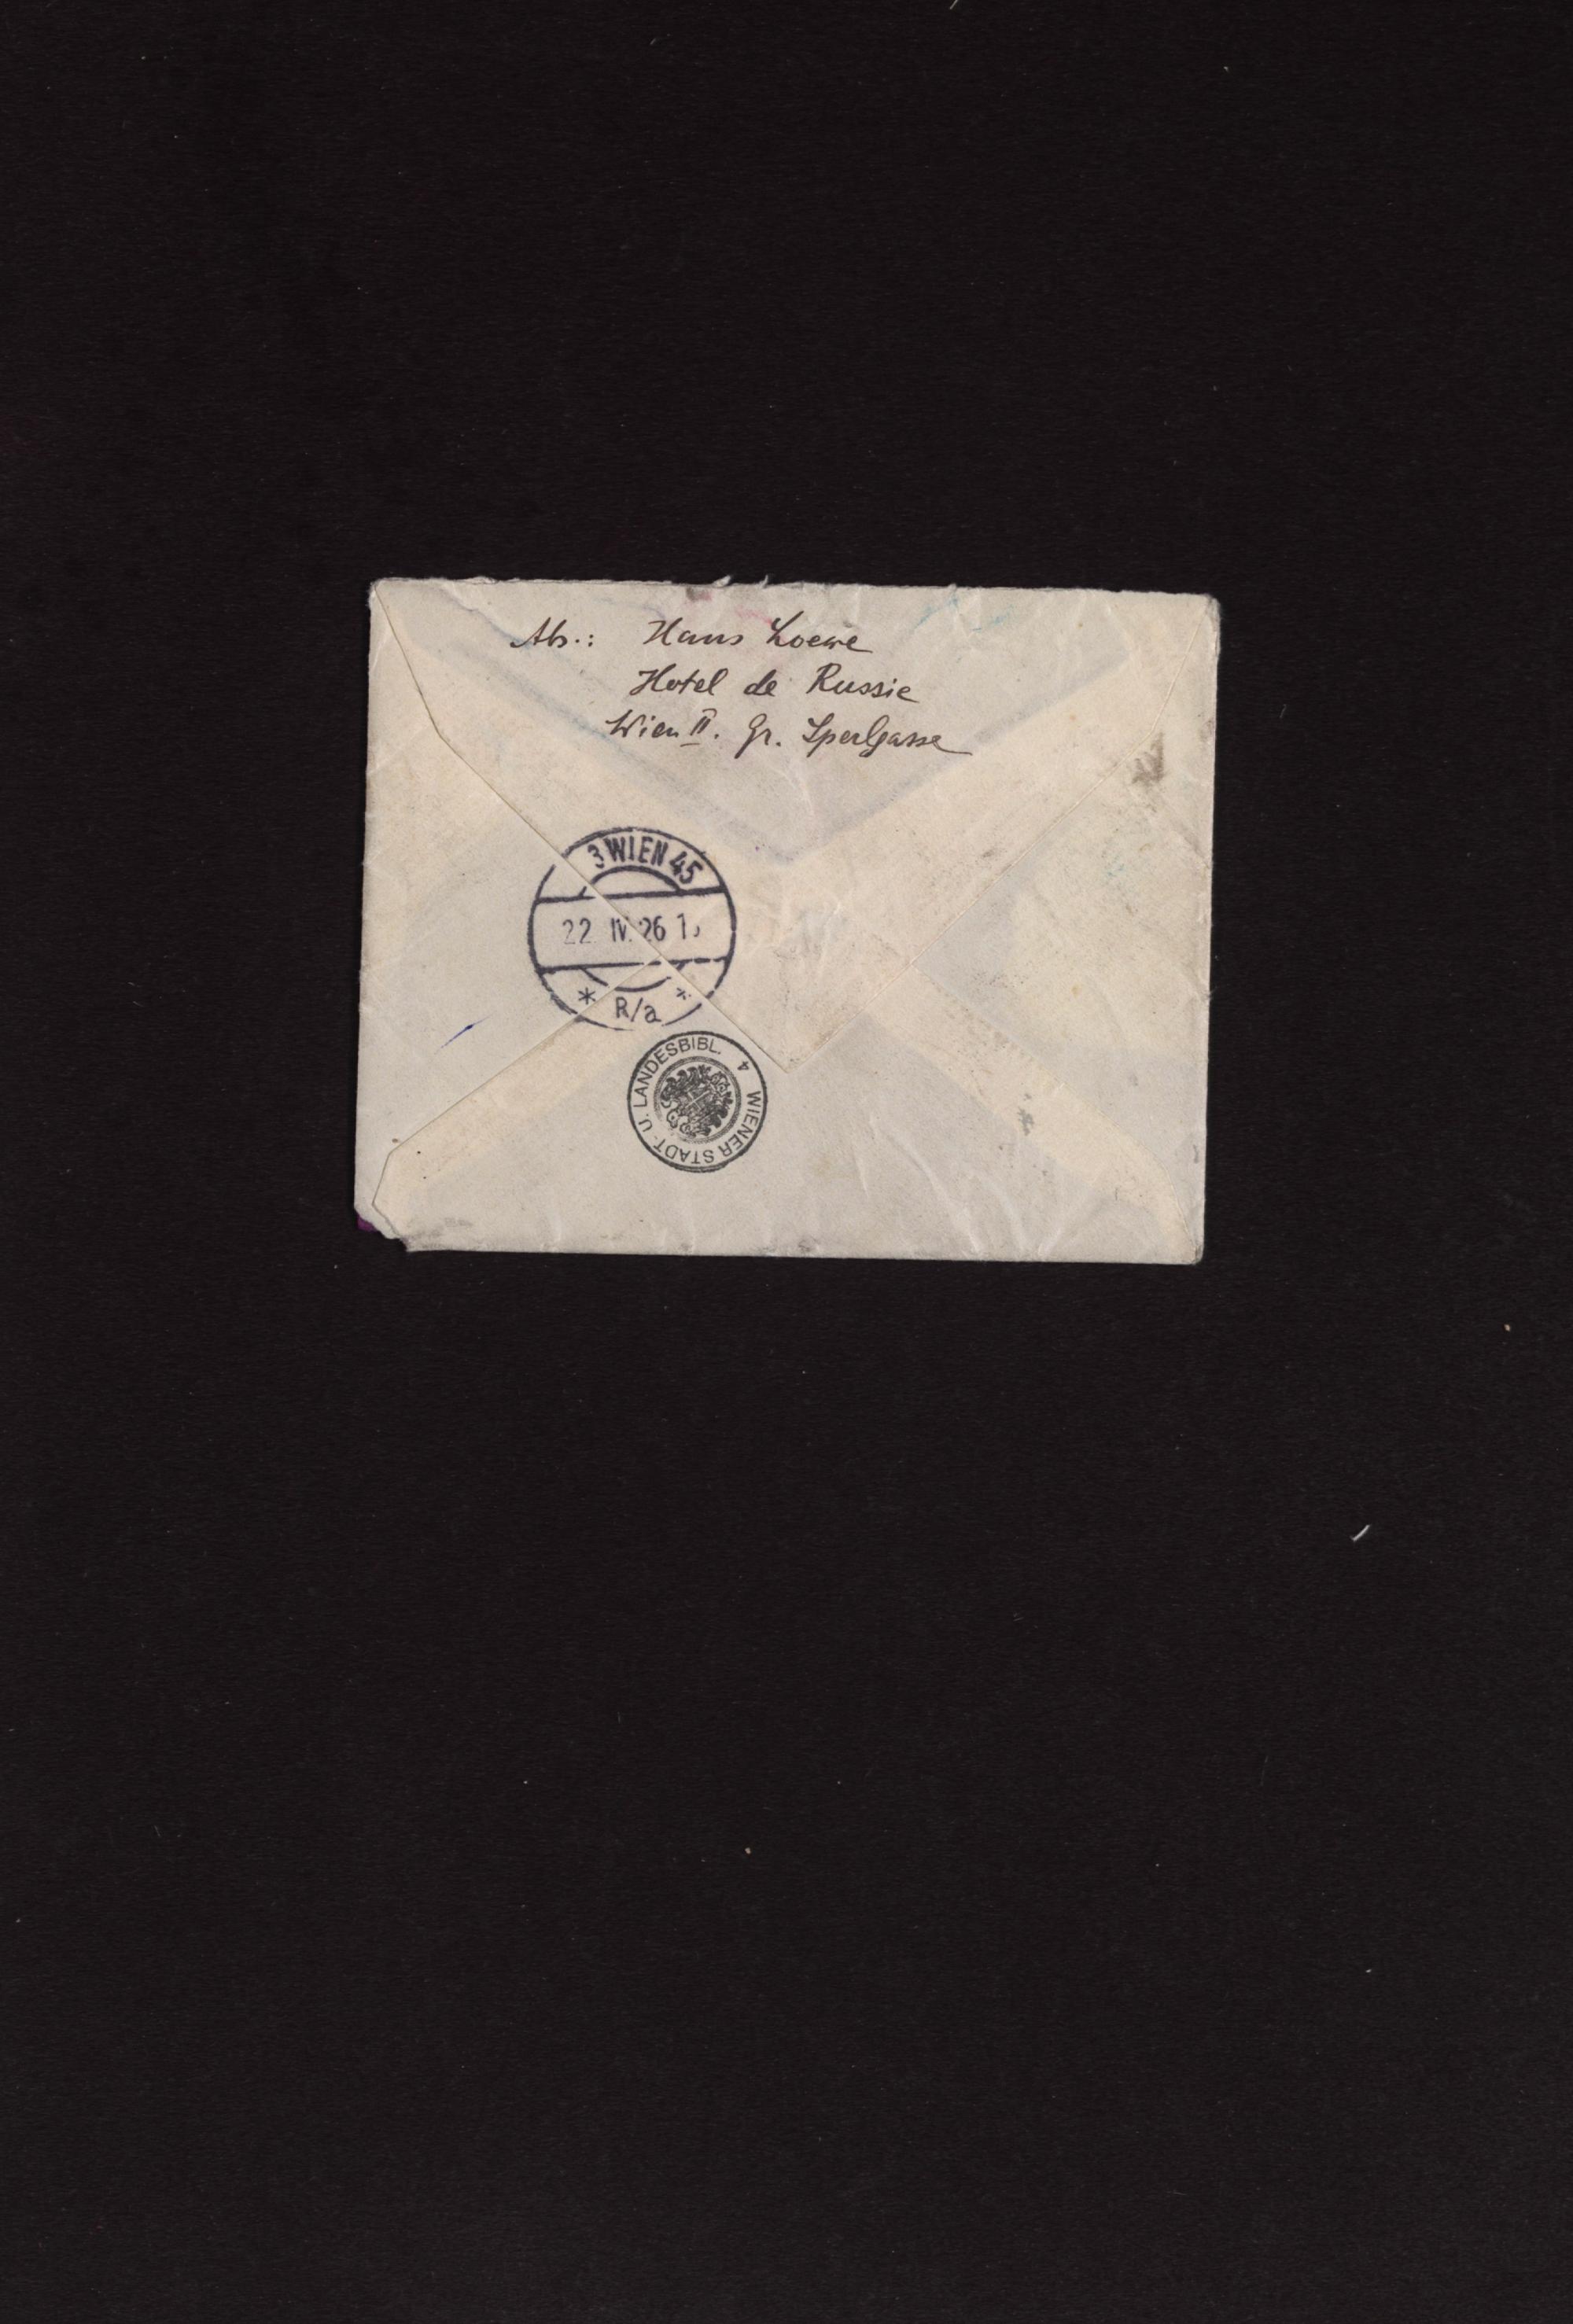 Ab.: Hans Loewe
Hotel de Russie
Wien II. Gr. Sperlgasse
3 WIEN 45
22 IV. 26 1
* R/a *
WIENER STADT- U. LANDESBIBL. 4